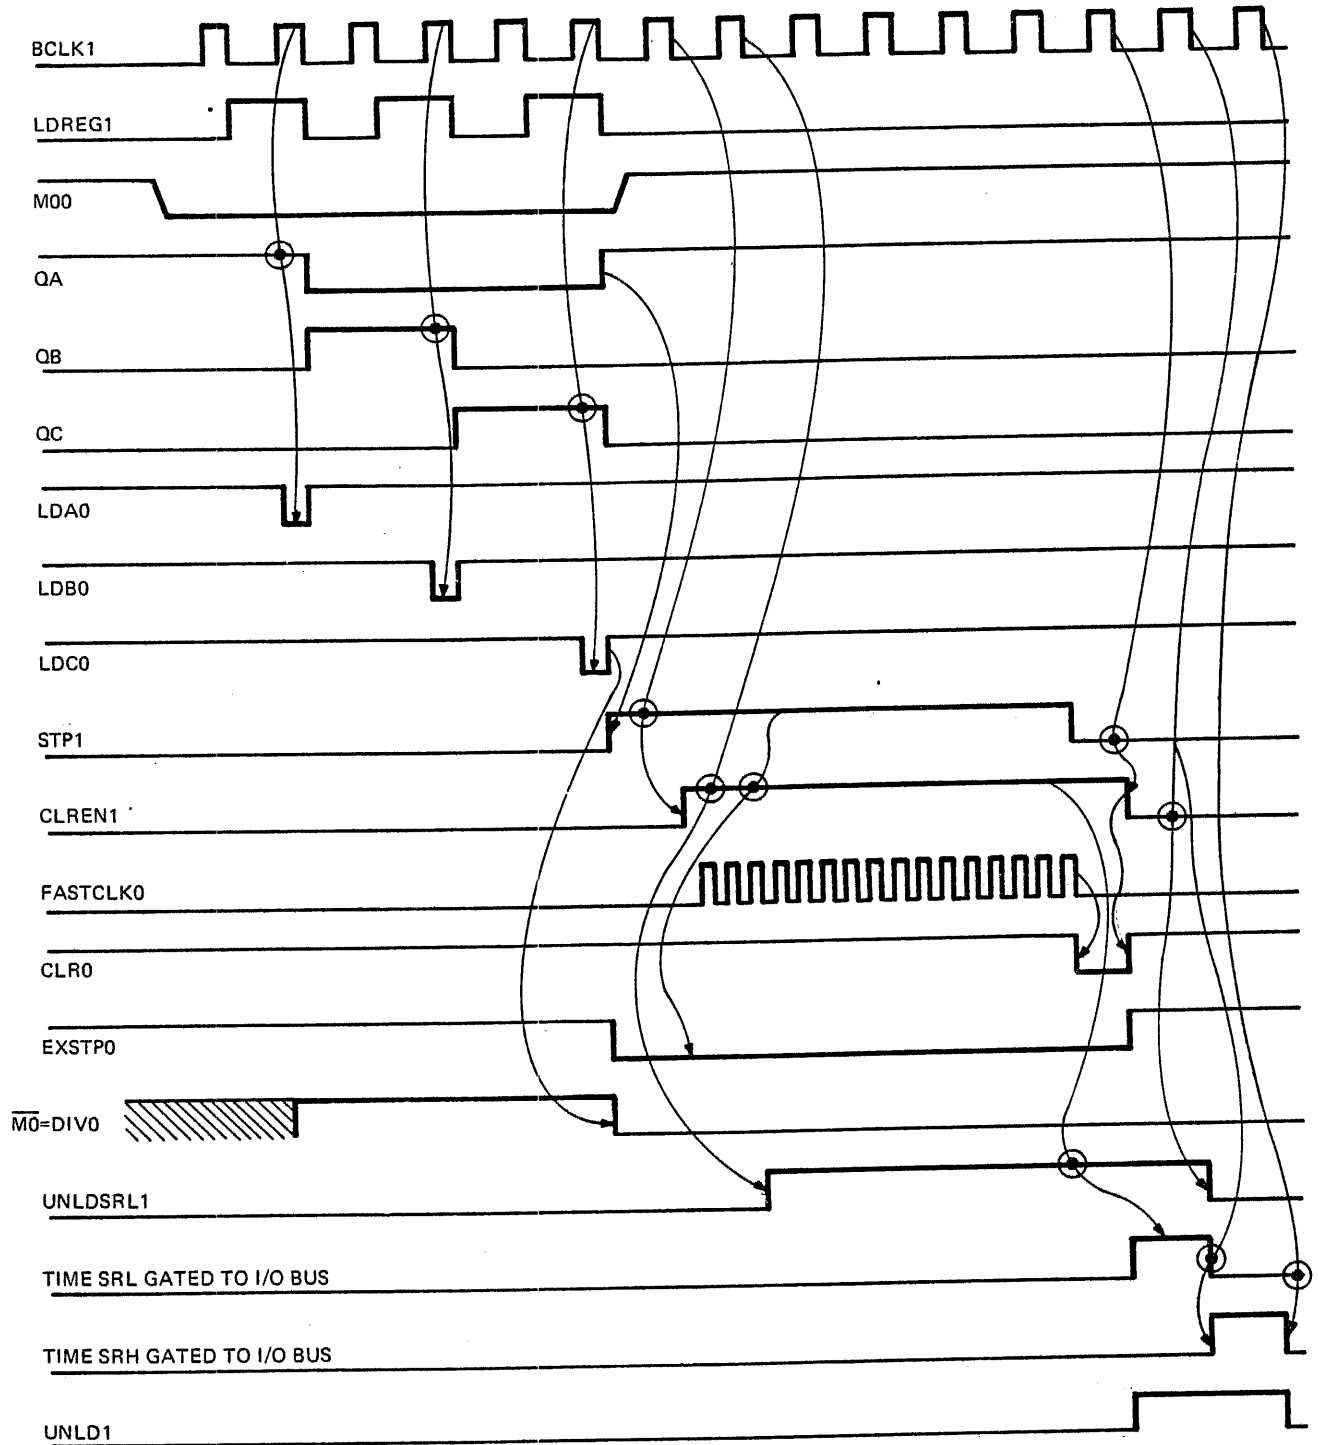 BCLK1
LDREG1
M00
QA
QB
QC
LDA0
LDB0
LDC0
STP1
CLREN1
FASTCLK0
CLR0
EXSTP0
M̅0̅=DIV0
UNLDSRL1
TIME SRL GATED TO I/O BUS
TIME SRH GATED TO I/O BUS
UNLD1